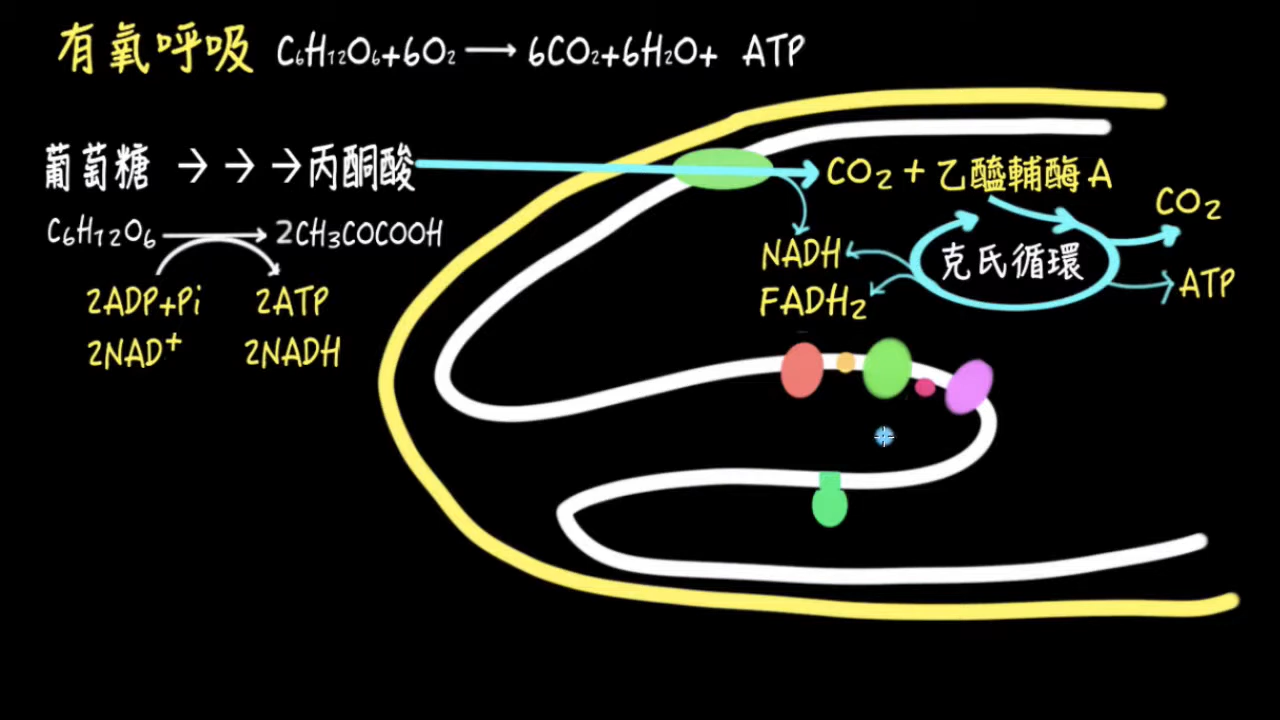 有氧呼吸 C6H12O6+6O2→6CO2+6H2O+ ATP
葡萄糖 →→→丙酮酸
CO2+乙醯輔酶A
C6H12O6→2CH3COCOOH
CO2
2ADP+Pi 2ATP
2NAD+ 2NADH
NADH
FADH2
克氏循環
ATP